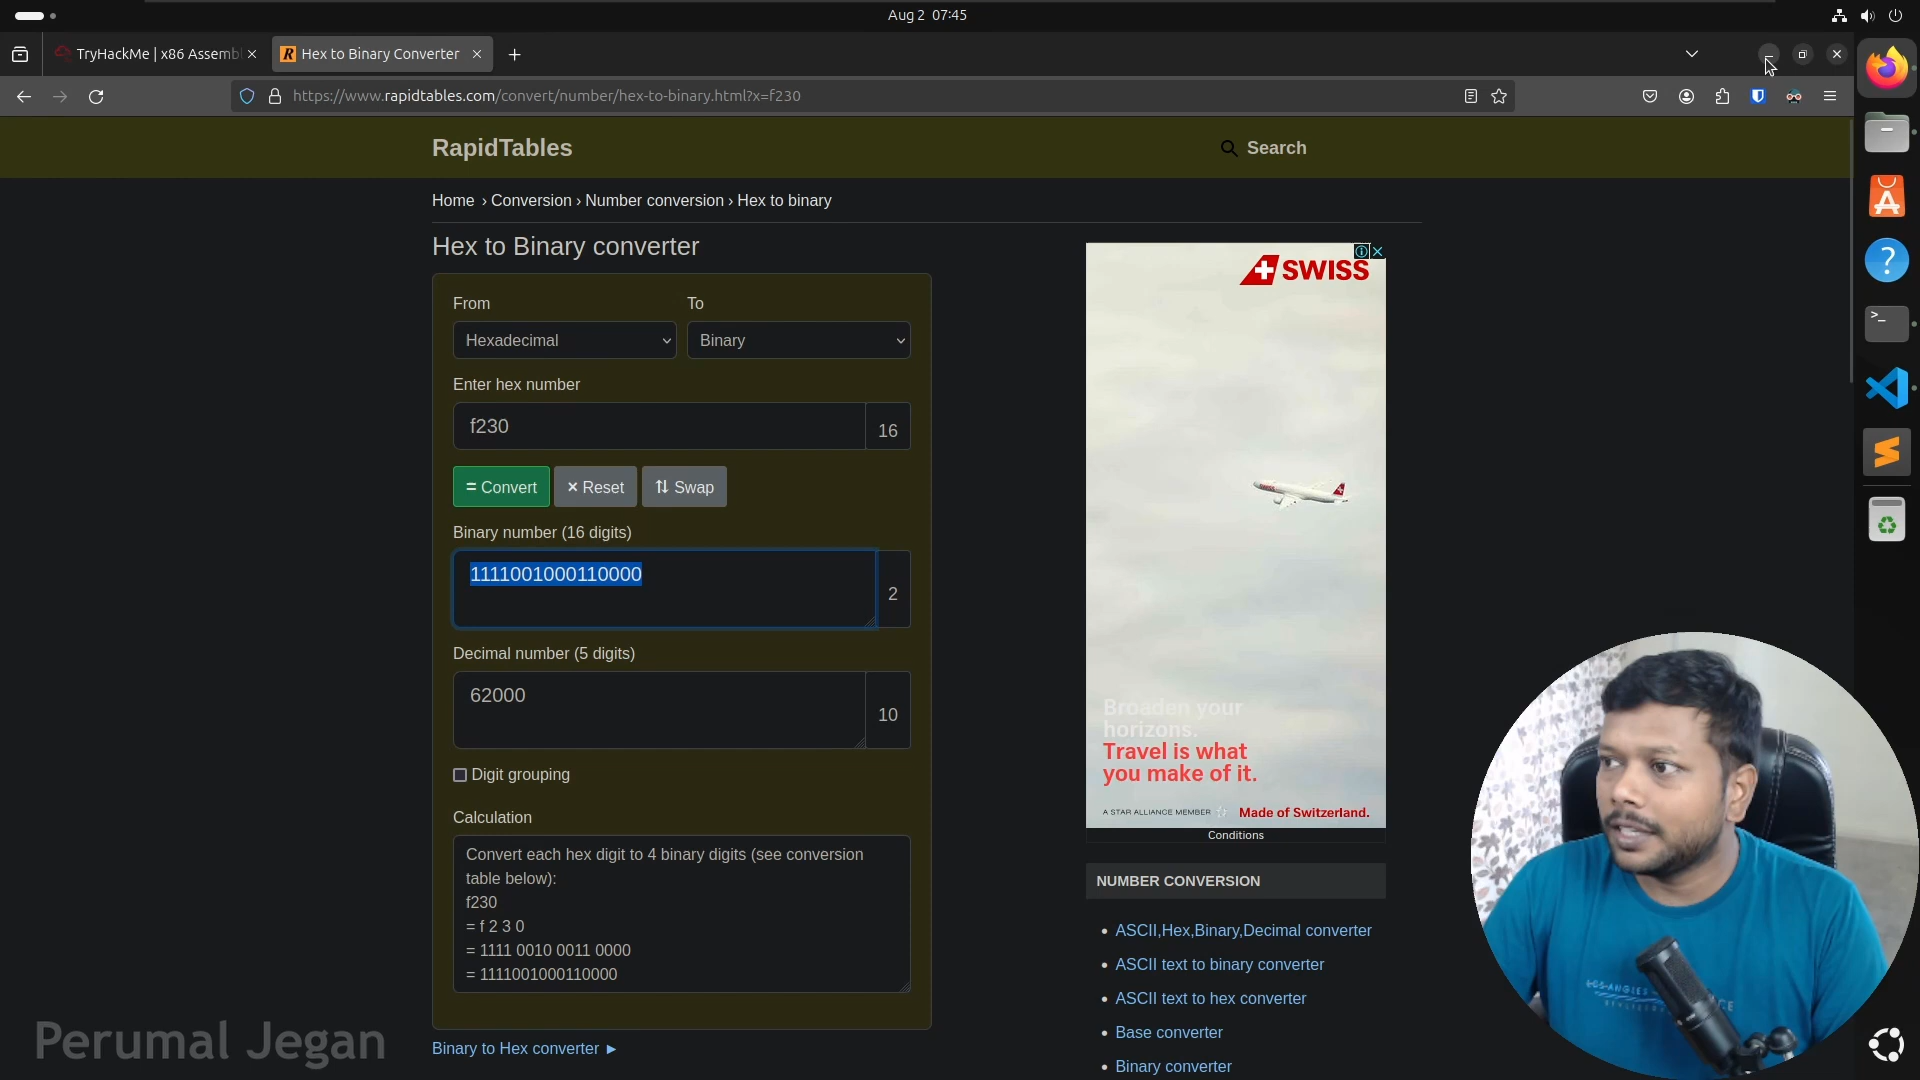 Aug 2 07:45
TryHackMe | x86 Assemb
Hex to Binary Converter
https://www.rapidtables.com/convert/number/hex-to-binary.html?x=f230
RapidTables
Search
Home › Conversion › Number conversion › Hex to binary
Hex to Binary converter
From
To
Hexadecimal
Binary
Enter hex number
f230
16
= Convert
× Reset
Swap
Binary number (16 digits)
1111001000110000
2
Decimal number (5 digits)
62000
10
Digit grouping
Calculation
Convert each hex digit to 4 binary digits (see conversion
table below):
f230
= f 2 3 0
= 1111 0010 0011 0000
= 1111001000110000
Binary to Hex converter ►
SWISS
Broaden your
horizons.
Travel is what
you make of it.
A STAR ALLIANCE MEMBER
Made of Switzerland.
Conditions
NUMBER CONVERSION
ASCII,Hex,Binary,Decimal converter
ASCII text to binary converter
ASCII text to hex converter
Base converter
Binary converter
Perumal Jegan